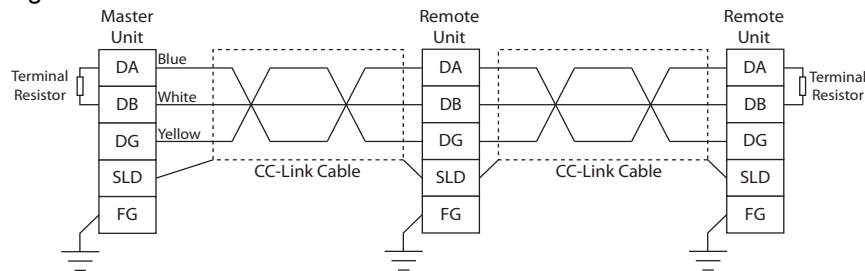 Master
Unit
Remote
Unit
Remote
Unit
DA
Blue
DA
DA
Terminal
Resistor
Terminal
Resistor
DB
White
DB
DB
DG
Yellow
DG
DG
SLD
CC-Link Cable
SLD
CC-Link Cable
SLD
FG
FG
FG